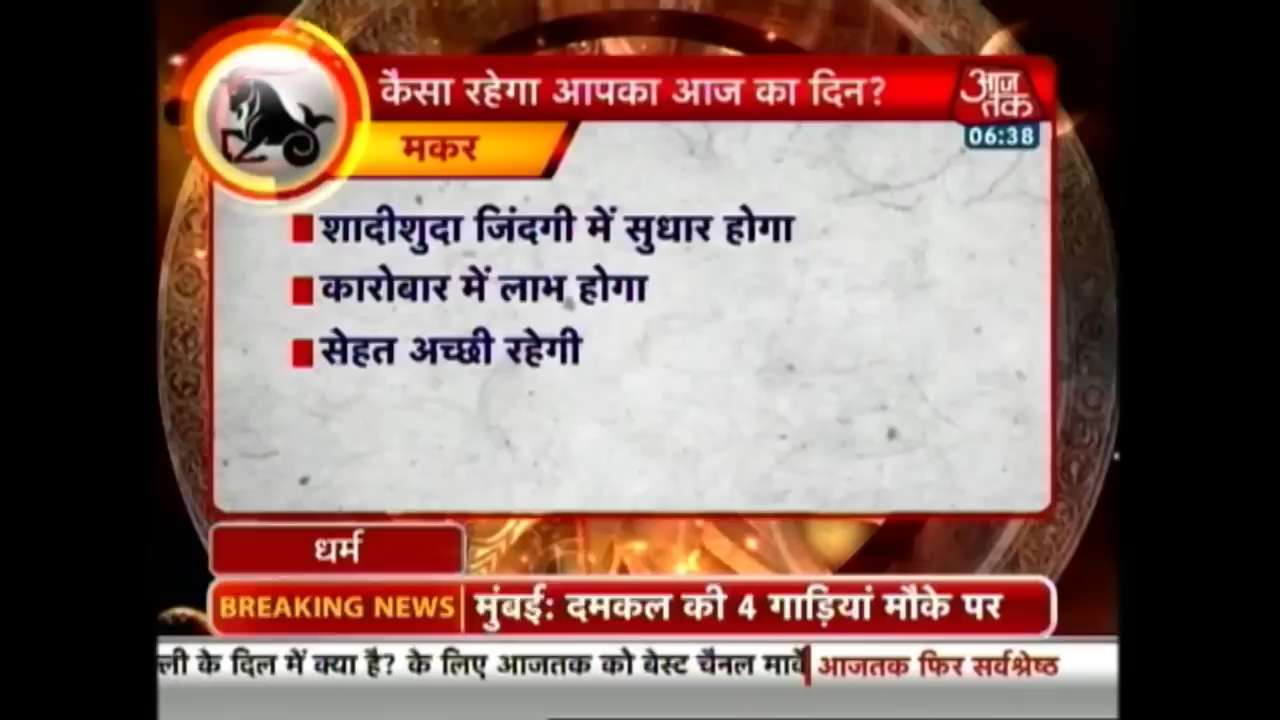 कैसा रहेगा आपका आज का दिन?
आज
तक
06:38
मकर
शादीशुदा जिंदगी में सुधार होगा
कारोबार में लाभ होगा
सेहत अच्छी रहेगी
धर्म
BREAKING NEWS मुंबई: दमकल की 4 गाड़ियां मौके पर
के दिल में क्या है? के लिए आजतक को बेस्ट चैनल आजतक फिर सर्वश्रेष्ठ